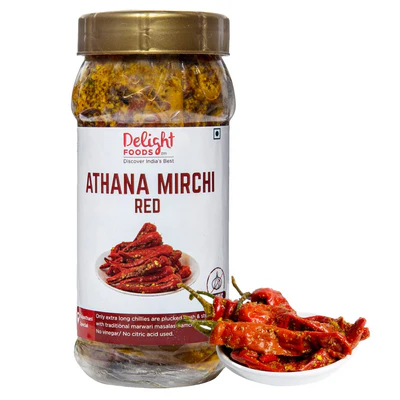 Delight
FOODS
Discover India's Best
ATHANA MIRCHI
RED
Only extra long chillies are plucked
with traditional marwari masalas
No vinegar/ No citric acid used.